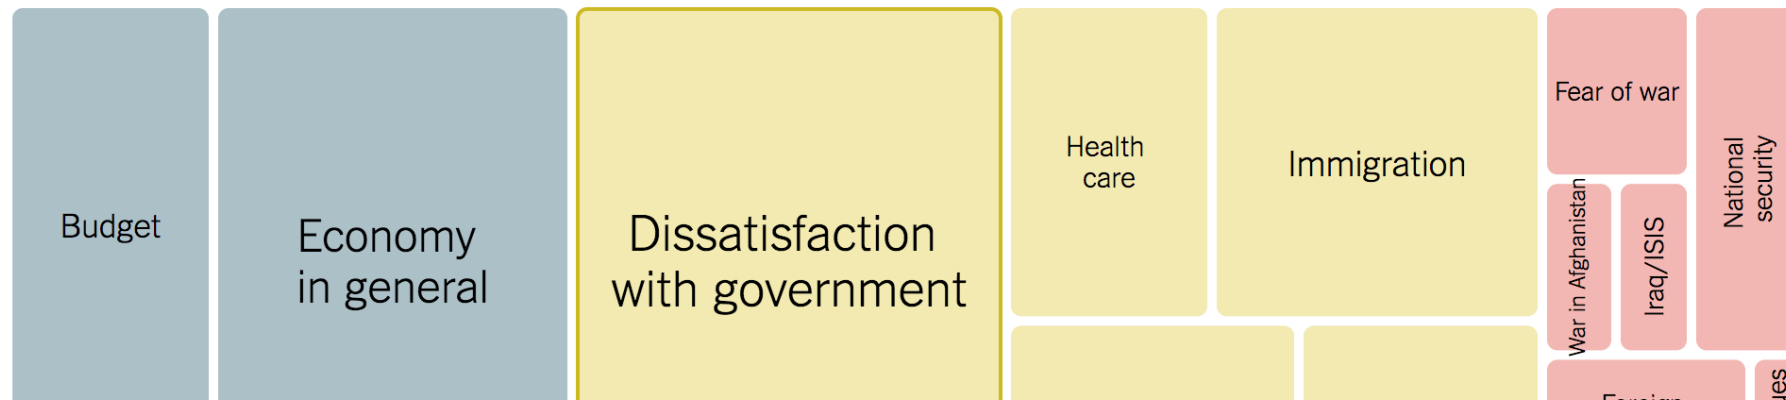 Budget
Economy
in general
Dissatisfaction
with government
Health
care
Immigration
Fear of war
War in Afghanistan
Iraq/ISIS
National
security